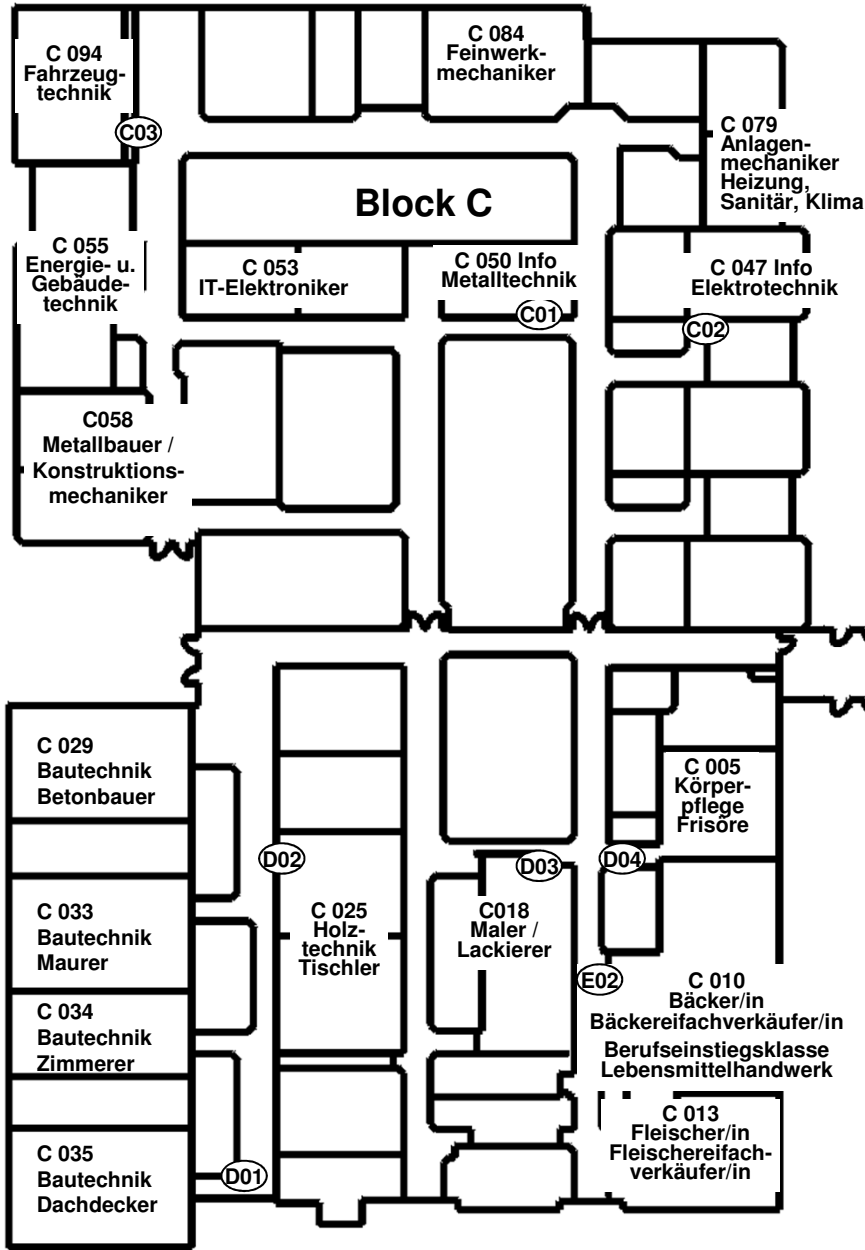 C 094
Fahrzeug-
technik
C 084
Feinwerk-
mechaniker
C03
C 079
Anlagen-
mechaniker
Heizung,
Sanitär, Klima
Block C
C 055
Energie- u.
Gebäude-
technik
C 053
IT-Elektroniker
C 050 Info
Metalltechnik
C 047 Info
Elektrotechnik
C01
C02
C058
Metallbauer /
Konstruktions-
mechaniker
C 029
Bautechnik
Betonbauer
C 005
Körper-
pflege
Frisöre
D02
D03
D04
C 033
Bautechnik
Maurer
C 025
Holz-
technik
Tischler
C018
Maler /
Lackierer
E02
C 010
Bäcker/in
Bäckereifachverkäufer/in
Berufseinstiegsklasse
Lebensmittelhandwerk
C 034
Bautechnik
Zimmerer
C 013
Fleischer/in
Fleischereifach-
verkäufer/in
C 035
Bautechnik
Dachdecker
D01